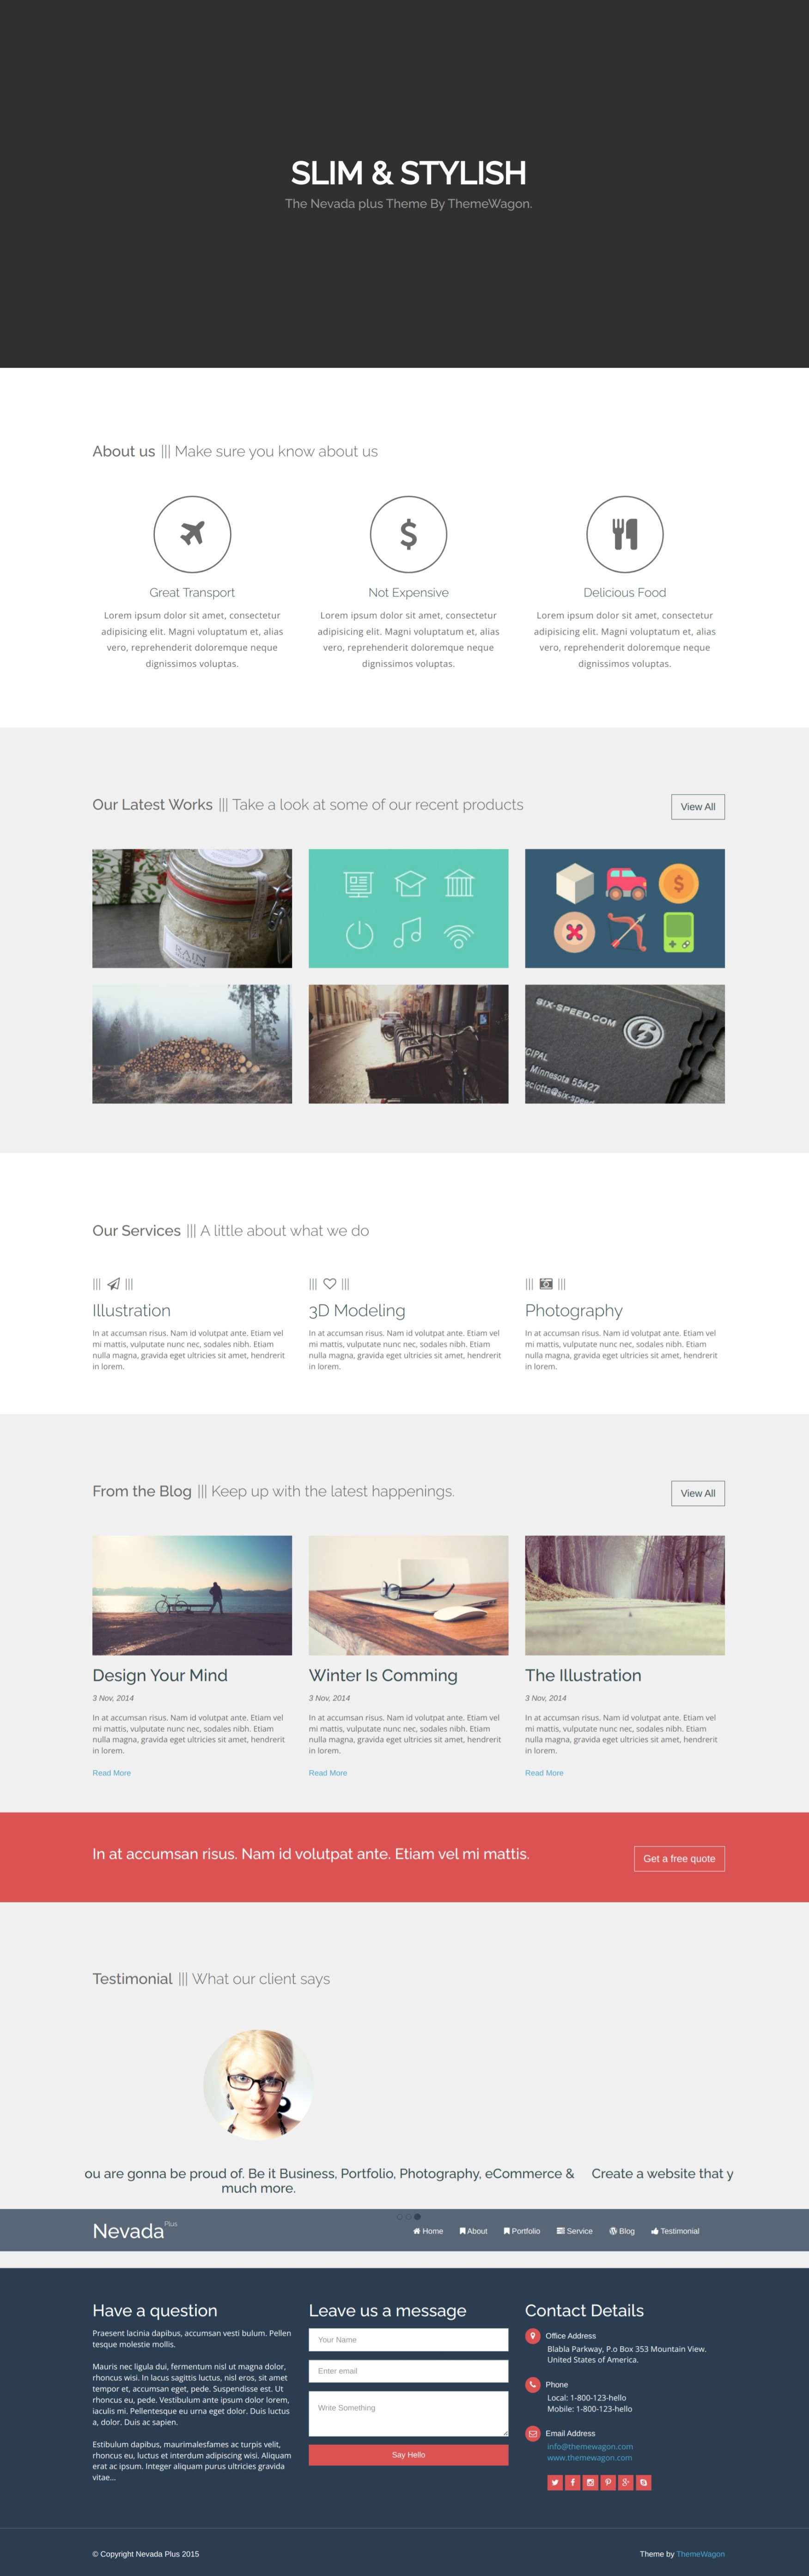 SLIM & STYLISH
The Nevada plus Theme By ThemeWagon.
About us ||| Make sure you know about us
Great Transport
Lorem ipsum dolor sit amet, consectetur
adipisicing elit. Magni voluptatum et, alias
vero, reprehenderit doloremque neque
dignissimos voluptas.
Not Expensive
Lorem ipsum dolor sit amet, consectetur
adipisicing elit. Magni voluptatum et, alias
vero, reprehenderit doloremque neque
dignissimos voluptas.
Delicious Food
Lorem ipsum dolor sit amet, consectetur
adipisicing elit. Magni voluptatum et, alias
vero, reprehenderit doloremque neque
dignissimos voluptas.
Our Latest Works ||| Take a look at some of our recent products
View All
RAIN
SIX-SPEED.COM
CIPAL
Minnesota 55427
sciotta@six-speed
Our Services ||| A little about what we do
Illustration
In at accumsan risus. Nam id volutpat ante. Etiam vel
mi mattis, vulputate nunc nec, sodales nibh. Etiam
nulla magna, gravida eget ultricies sit amet, hendrerit
in lorem.
3D Modeling
In at accumsan risus. Nam id volutpat ante. Etiam vel
mi mattis, vulputate nunc nec, sodales nibh. Etiam
nulla magna, gravida eget ultricies sit amet, hendrerit
in lorem.
Photography
In at accumsan risus. Nam id volutpat ante. Etiam vel
mi mattis, vulputate nunc nec, sodales nibh. Etiam
nulla magna, gravida eget ultricies sit amet, hendrerit
in lorem.
From the Blog ||| Keep up with the latest happenings.
View All
Design Your Mind
3 Nov, 2014
In at accumsan risus. Nam id volutpat ante. Etiam vel
mi mattis, vulputate nunc nec, sodales nibh. Etiam
nulla magna, gravida eget ultricies sit amet, hendrerit
in lorem.
Read More
Winter Is Comming
3 Nov, 2014
In at accumsan risus. Nam id volutpat ante. Etiam vel
mi mattis, vulputate nunc nec, sodales nibh. Etiam
nulla magna, gravida eget ultricies sit amet, hendrerit
in lorem.
Read More
The Illustration
3 Nov, 2014
In at accumsan risus. Nam id volutpat ante. Etiam vel
mi mattis, vulputate nunc nec, sodales nibh. Etiam
nulla magna, gravida eget ultricies sit amet, hendrerit
in lorem.
Read More
In at accumsan risus. Nam id volutpat ante. Etiam vel mi mattis.
Get a free quote
Testimonial ||| What our client says
ou are gonna be proud of. Be it Business, Portfolio, Photography, eCommerce &
much more.
Create a website that y
Nevada Plus
Home
About
Portfolio
Service
Blog
Testimonial
Have a question
Praesent lacinia dapibus, accumsan vesti bulum. Pellen
tesque molestie mollis.
Mauris nec ligula dui, fermentum nisl ut magna dolor,
rhoncus wisi. In lacus sagittis luctus, nisl eros, sit amet
tempor et, accumsan eget, pede. Suspendisse est. Ut
rhoncus eu, pede. Vestibulum ante ipsum dolor lorem,
iaculis mi. Pellentesque eu urna eget dolor. Duis luctus
a, dolor. Duis ac sapien.
Estibulum dapibus, maurimalesfames ac turpis velit,
rhoncus eu, luctus et interdum adipiscing wisi. Aliquam
erat ac ipsum. Integer aliquam purus ultricies gravida
vitae...
Leave us a message
Your Name
Enter email
Write Something
Say Hello
Contact Details
Office Address
Blabla Parkway, P.o Box 353 Mountain View.
United States of America.
Phone
Local: 1-800-123-hello
Mobile: 1-800-123-hello
Email Address
info@themewagon.com
www.themewagon.com
© Copyright Nevada Plus 2015
Theme by ThemeWagon